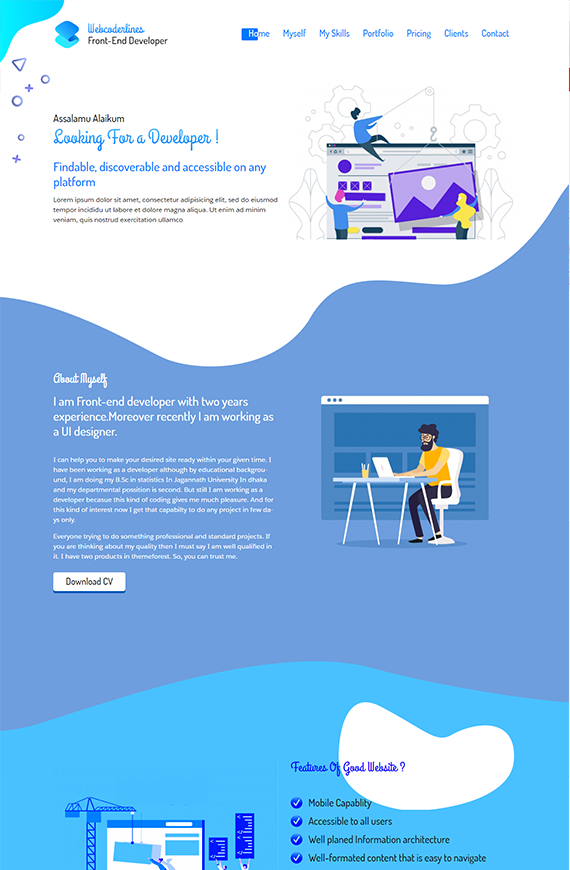 Webcoderlines
Front-End Developer
Home Myself My Skills Portfolio Pricing Clients Contact
Assalamu Alaikum
Looking For a Developer !
Findable, discoverable and accessible on any
platform
Lorem ipsum dolor sit amet, consectetur adipisicing elit, sed do eiusmod
tempor incididu ut labore et dolore magna aliqua. Ut enim ad minim
veniam, quis nostrud exercitation ullamco
About Myself
I am Front-end developer with two years
experience.Moreover recently I am working as
a UI designer.
I can help you to make your desired site ready within your given time. I
have been working as a developer although by educational backgrou-
und, I am doing my B.Sc in statistics In Jagannath University In dhaka
and my departmental possition is second. But still I am working as a
developer becasue this kind of coding gives me much pleasure. And for
this kind of interest now I get that capabilty to do any project in few da-
ys only.
Everyone trying to do something professional and standard projects. If
you are thinking about my quality then I must say I am well qualified in
it. I have two products in themeforest. So, you can trust me.
Download CV
Features Of Good Website ?
Mobile Capablity
Accessible to all users
Well planed Information architecture
Well-formated content that is easy to navigate